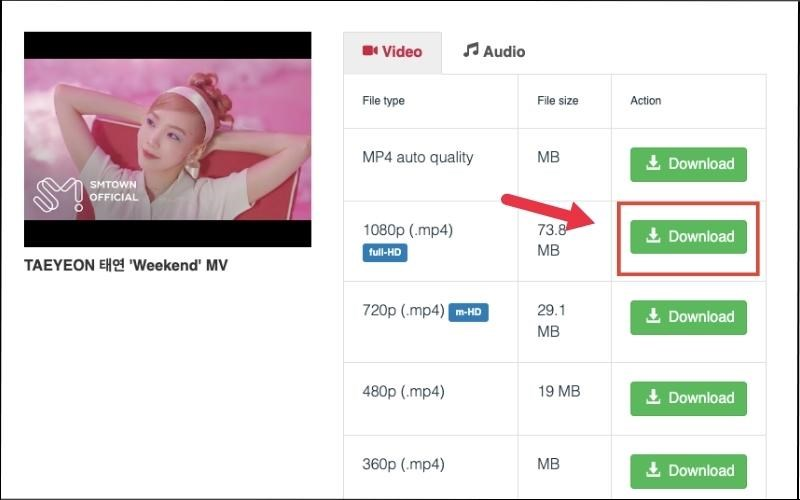 SMTOWN
OFFICIAL
TAEYEON 태연 'Weekend' MV
Video
Audio
File type
File size
Action
MP4 auto quality
MB
Download
1080p (.mp4)
full-HD
73.8
MB
Download
720p (.mp4) m-HD
29.1
MB
Download
480p (.mp4)
19 MB
Download
360p (.mp4)
MB
Download